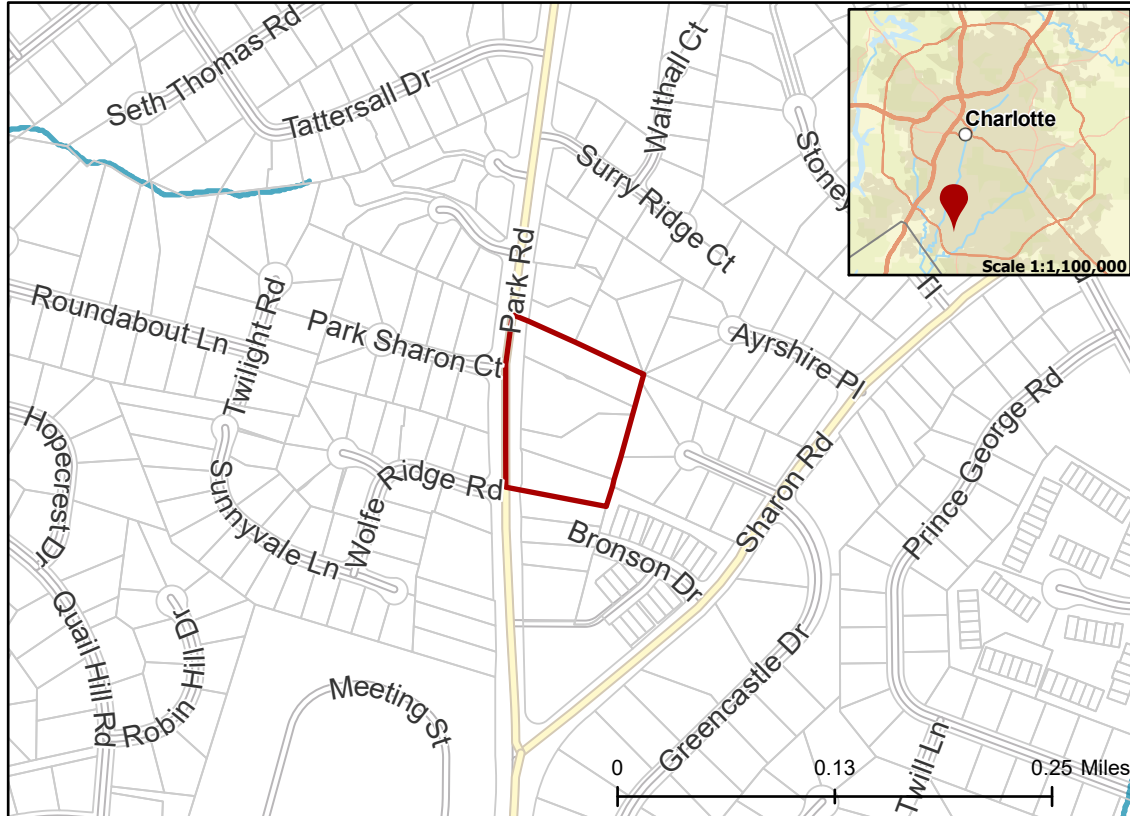 Seth Thomas Rd
Tattersall Dr
Walthall Ct
Surry Ridge Ct
Stoney
Tl
Charlotte
Scale 1:1,100,000
Park Rd
Roundabout Ln
Twilight Rd
Park Sharon Ct
Ayrshire Pl
Hopecrest Dr
Sunnyvale Ln
Wolfe Ridge Rd
Sharon Rd
Prince George Rd
Bronson Dr
Quail Hill Rd
Robin Hill Dr
Meeting St
Greencastle Dr
Twill Ln
0 0.13 0.25 Miles